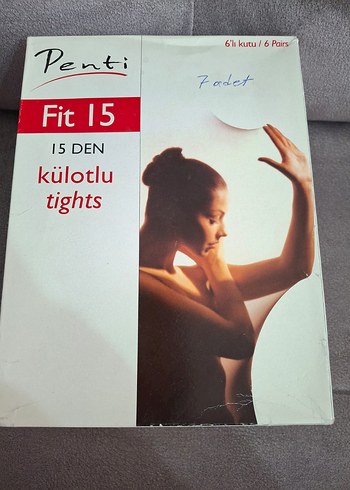 Penti
6'lı kutu / 6 Pairs
7 adet
Fit 15
15 DEN
külotlu
tights